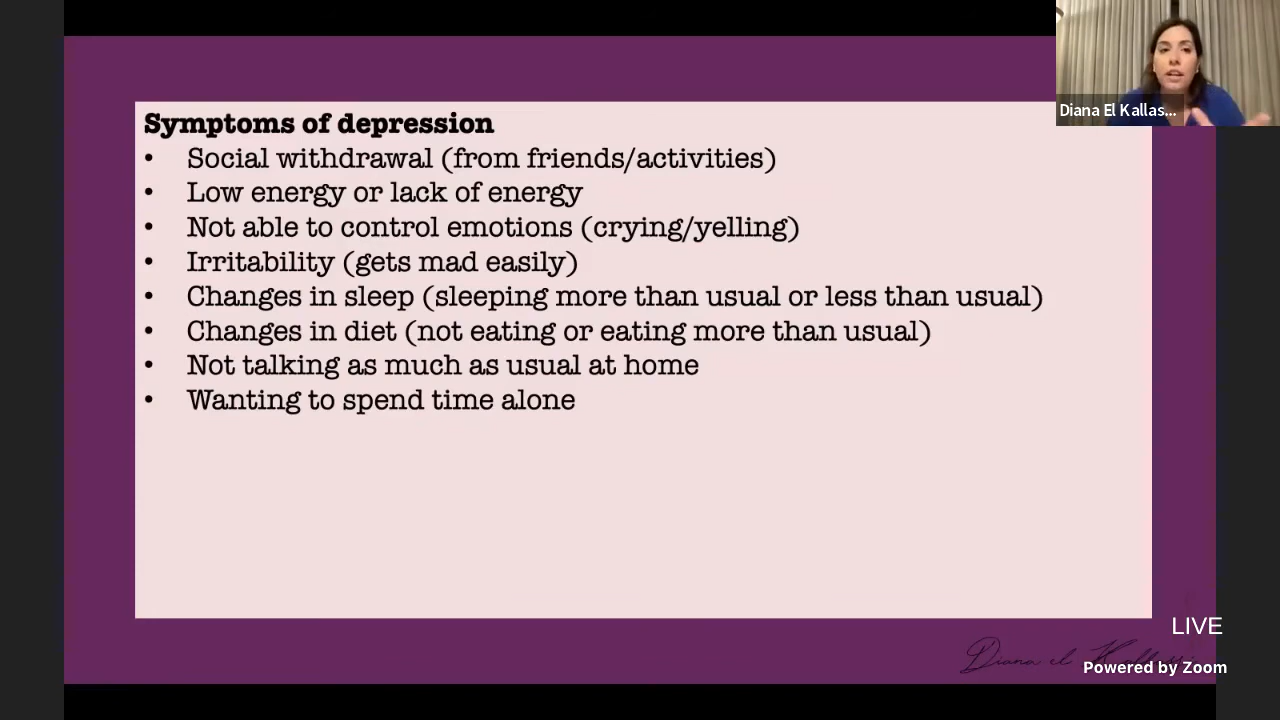 Diana El Kallas...
Symptoms of depression
• Social withdrawal (from friends/activities)
• Low energy or lack of energy
• Not able to control emotions (crying/yelling)
• Irritability (gets mad easily)
• Changes in sleep (sleeping more than usual or less than usual)
• Changes in diet (not eating or eating more than usual)
• Not talking as much as usual at home
• Wanting to spend time alone
LIVE
Diana el
Powered by Zoom